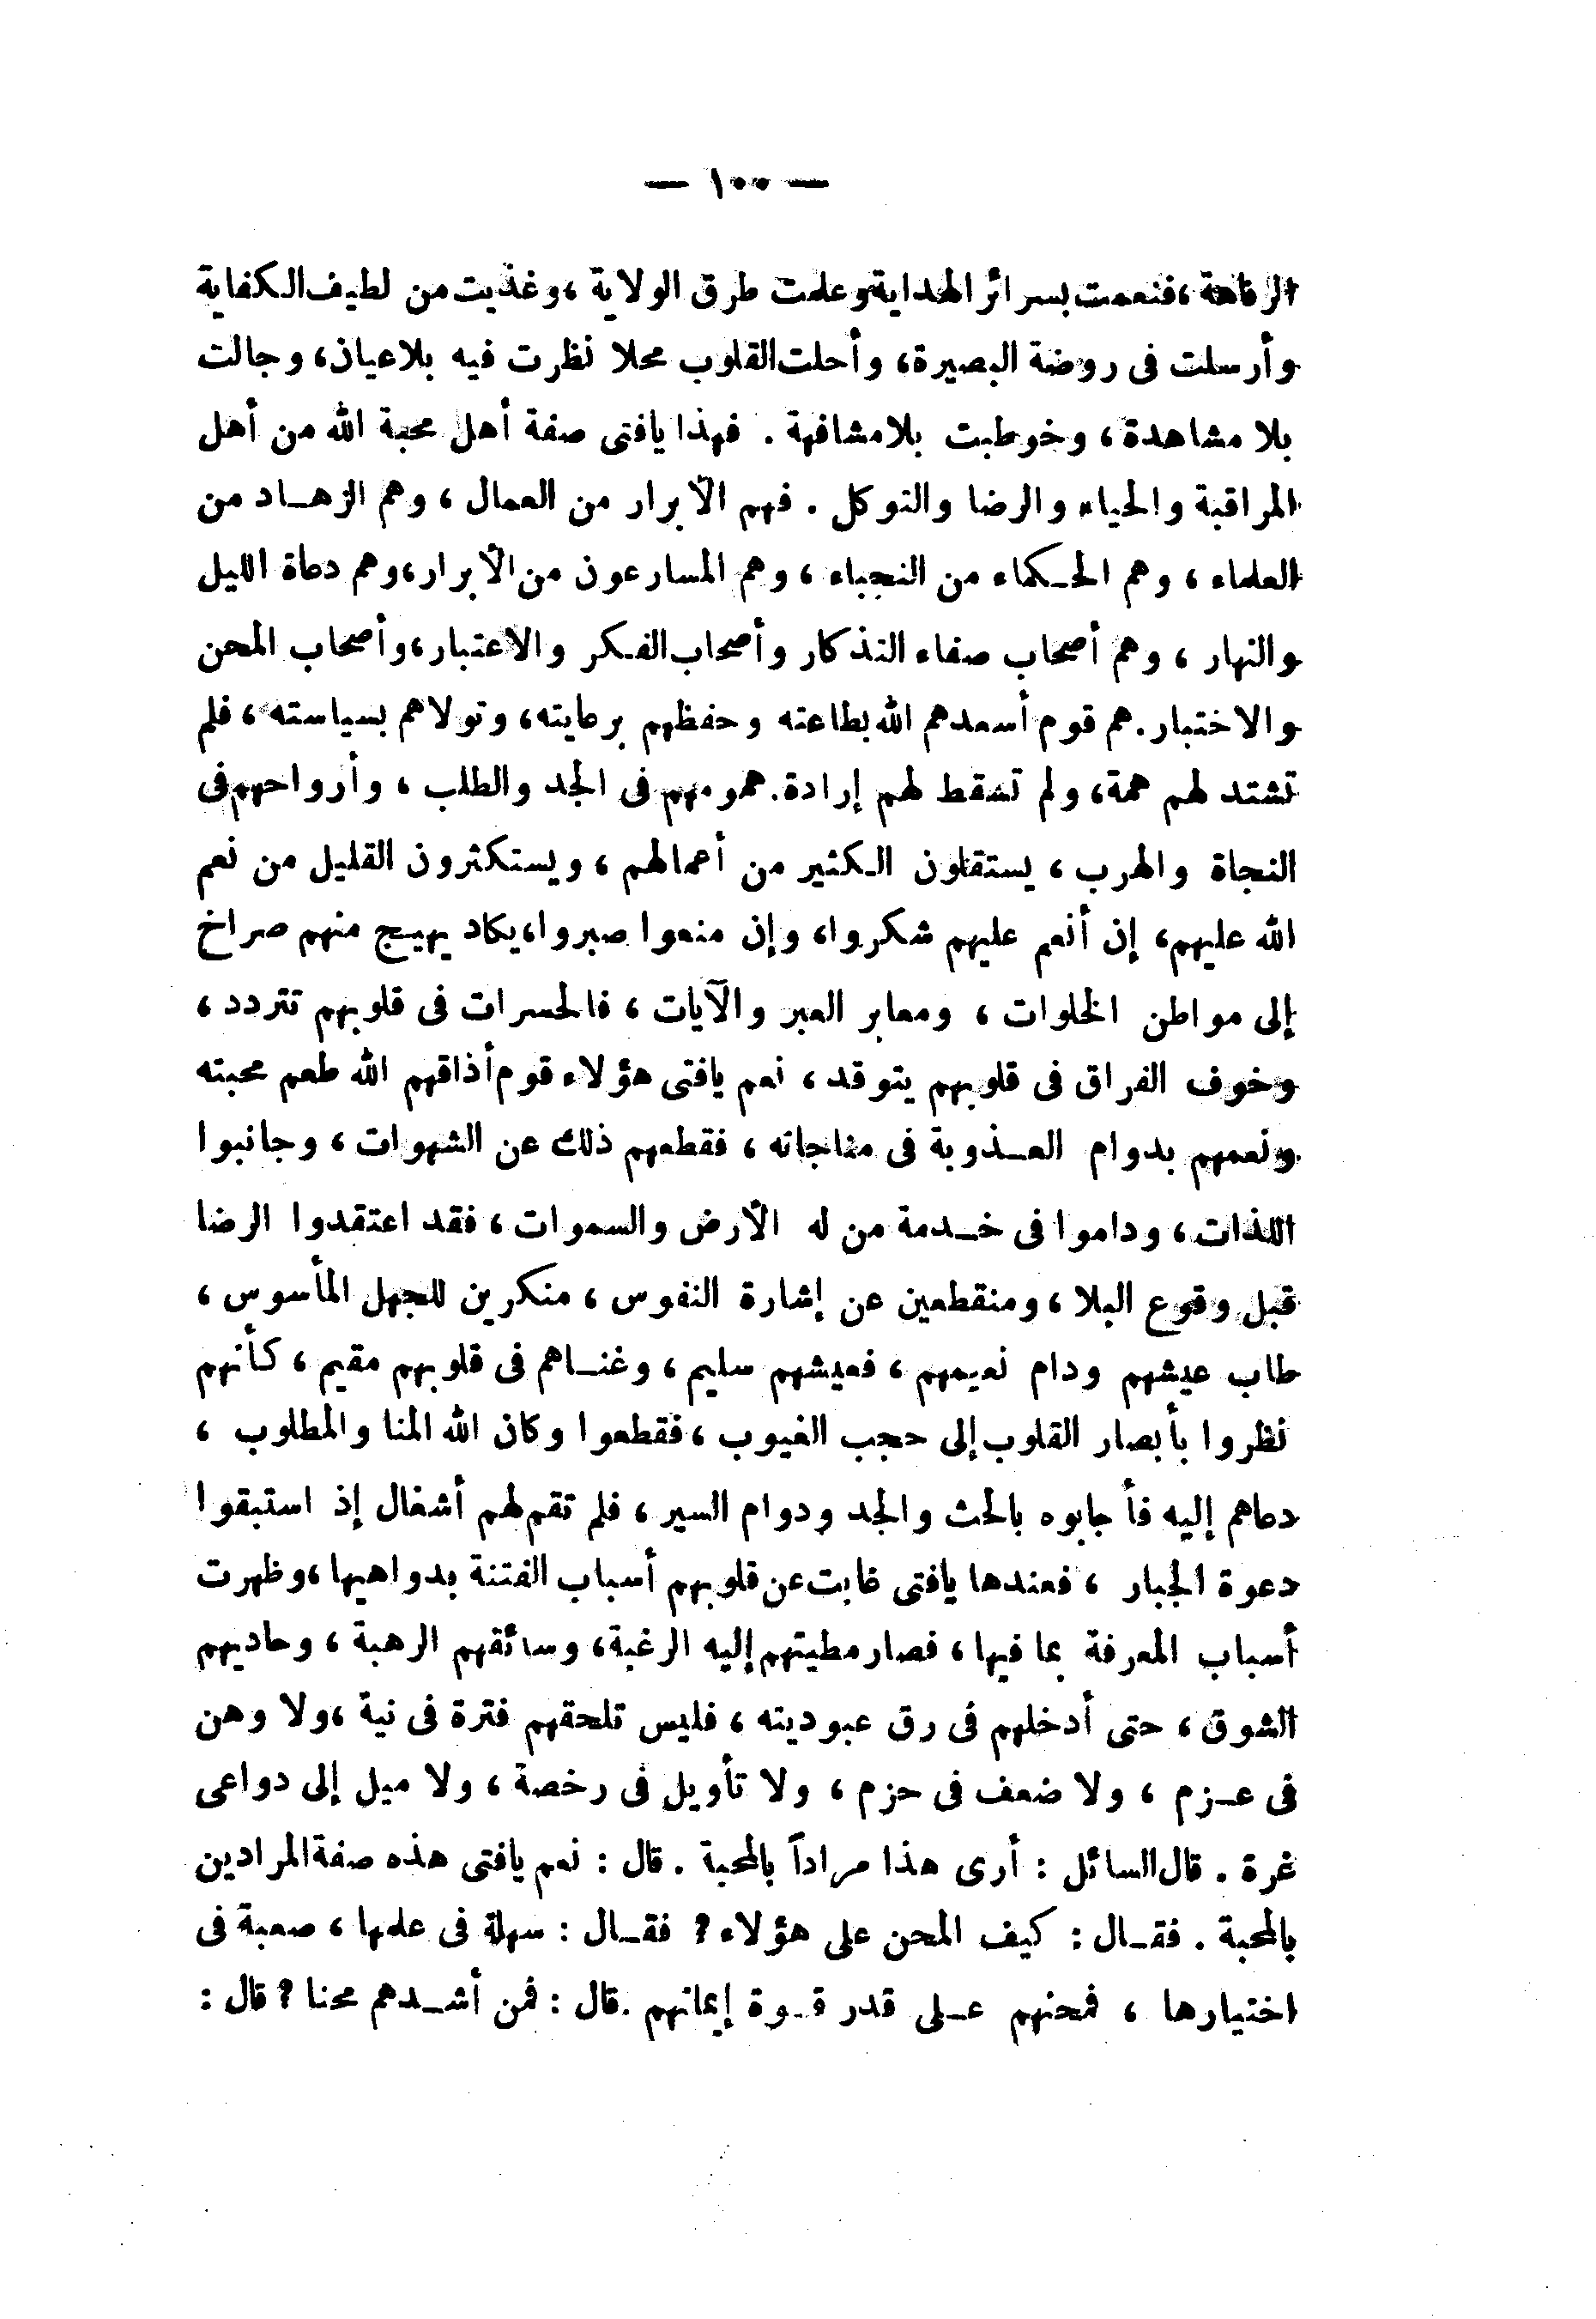 — ١٠٠ —
الرفاهة ،فنعمت بسرائر الهداية وعلمت طرق الولاية ، وغذيت من لطيف الكفاية
وأرسلت فى روضة البصيرة، وأحلت القلوب محلا نظرت فيه بلا عيان، وجالت
بلا مشاهدة ، وخوطبت بلا مشافهة . فهذا يافتى صفة أهل محبة الله من أهل
المراقبة والحياء والرضا والتوكل . فهم الأبرار من العمال ، وهم الزهاد من
العلماء ، وهم الحكماء من النجباء ، وهم المسارعون من الأبرار، وهم دعاة الليل
والنهار ، وهم أصحاب صفاء التذكار وأصحاب الفكر والاعتبار، وأصحاب المحن
والاختبار. هم قوم أسعدهم الله بطاعته وحفظهم برعايته، وتولاهم بسياسته ، فلم
تشتد لهم همة، ولم تسقط لهم إرادة. همومهم فى الجد والطلب ، وأرواحهم فى
النجاة والهرب ، يستقلون الكثير من أعمالهم ، ويستكثرون القليل من نعم
الله عليهم، إن أنعم عليهم شكروا، وإن منعوا صبروا، يكاد يهيج منهم صراخ
إلى مواطن الخلوات ، ومعابر العبر والآيات ، فالحسرات فى قلوبهم تتردد ،
وخوف الفراق فى قلوبهم يتوقد ، نعم يافتى هؤلاء قوم أذاقهم الله طعم محبته
ونعمهم بدوام العذوبة فى مناجاته ، فقطعهم ذلك عن الشهوات ، وجانبوا
اللذات ، وداموا فى خدمة من له الأرض والسموات ، فقد اعتقدوا الرضا
قبل وقوع البلا ، ومنقطعين عن إشارة النفوس ، منكرين للجهل المأسوس ،
طاب عيشهم ودام نعيمهم ، فعيشهم سليم ، وغناهم فى قلوبهم مقيم ، كأنهم
نظروا بأبصار القلوب إلى حجب الغيوب ، فقطعوا وكان الله المنا والمطلوب ،
دعاهم إليه فأجابوه بالحث والجد ودوام السير ، فلم تقم لهم أشغال إذ استبقوا
دعوة الجبار ، فعندها يافتى غابت عن قلوبهم أسباب الفتنة بدواهيها ، وظهرت
أسباب المعرفة بما فيها ، فصار مطيتهم إليه الرغبة، وسائقهم الرهبة ، وحاديهم
الشوق ، حتى أدخلهم فى رق عبوديته ، فليس تلحقهم فترة فى نية ، ولا وهن
فى عزم ، ولا ضعف فى حزم ، ولا تأويل فى رخصة ، ولا ميل إلى دواعى
غرة . قال السائل : أرى هذا مراداً بالمحبة . قال : نعم يافتى هذه صفة المرادين
بالمحبة . فقال : كيف المحن على هؤلاء ؟ فقال : سهلة فى علمها ، صعبة فى
اختيارها ، فمحنهم على قدر قوة إيمانهم . قال : فمن أشدهم محنا ؟ قال :